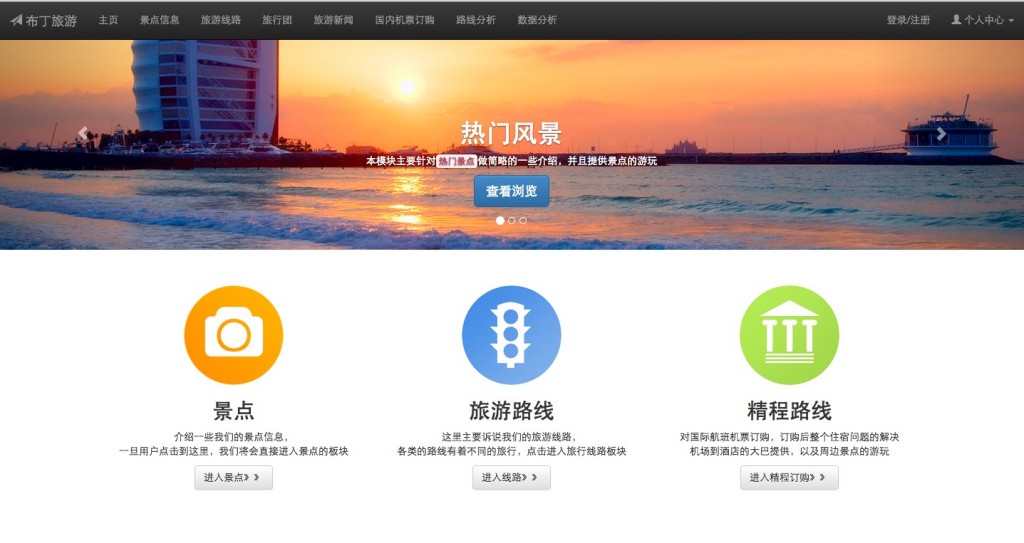 布丁旅游 主页 景点信息 旅游线路 旅行团 旅游新闻 国内机票订购 路线分析 数据分析 登录/注册 个人中心
热门风景
本模块主要针对热门景点做简略的一些介绍，并且提供景点的游玩
查看浏览
景点
介绍一些我们的景点信息，
一旦用户点击到这里，我们将会直接进入景点的板块
进入景点》 》
旅游路线
这里主要诉说我们的旅游线路，
各类的路线有着不同的旅行，点击进入旅行线路板块
进入线路》 》
精程路线
对国际航班机票订购，订购后整个住宿问题的解决
机场到酒店的大巴提供，以及周边景点的游玩
进入精程订购》 》